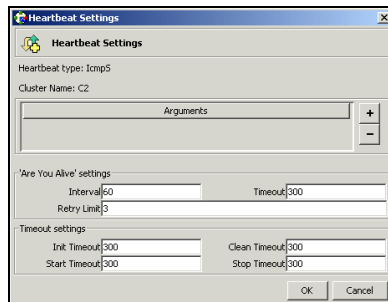 Heartbeat Settings
Heartbeat Settings
Heartbeat type: IcmpS
Cluster Name: C2
Arguments
+
-
'Are You Alive' settings
Interval 60 Timeout 300
Retry Limit 3
Timeout settings
Init Timeout 300 Clean Timeout 300
Start Timeout 300 Stop Timeout 300
OK Cancel